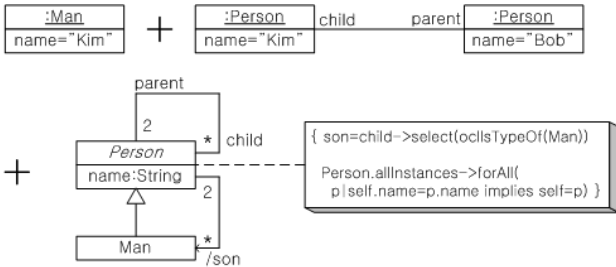 :Man
name="Kim"
+
:Person
name="Kim"
child
parent
:Person
name="Bob"
+
parent
2
*
child
Person
name:String
2
Man
*
/son
{ son=child->select(oclIsTypeOf(Man))
Person.allInstances->forAll(
p|self.name=p.name implies self=p) }